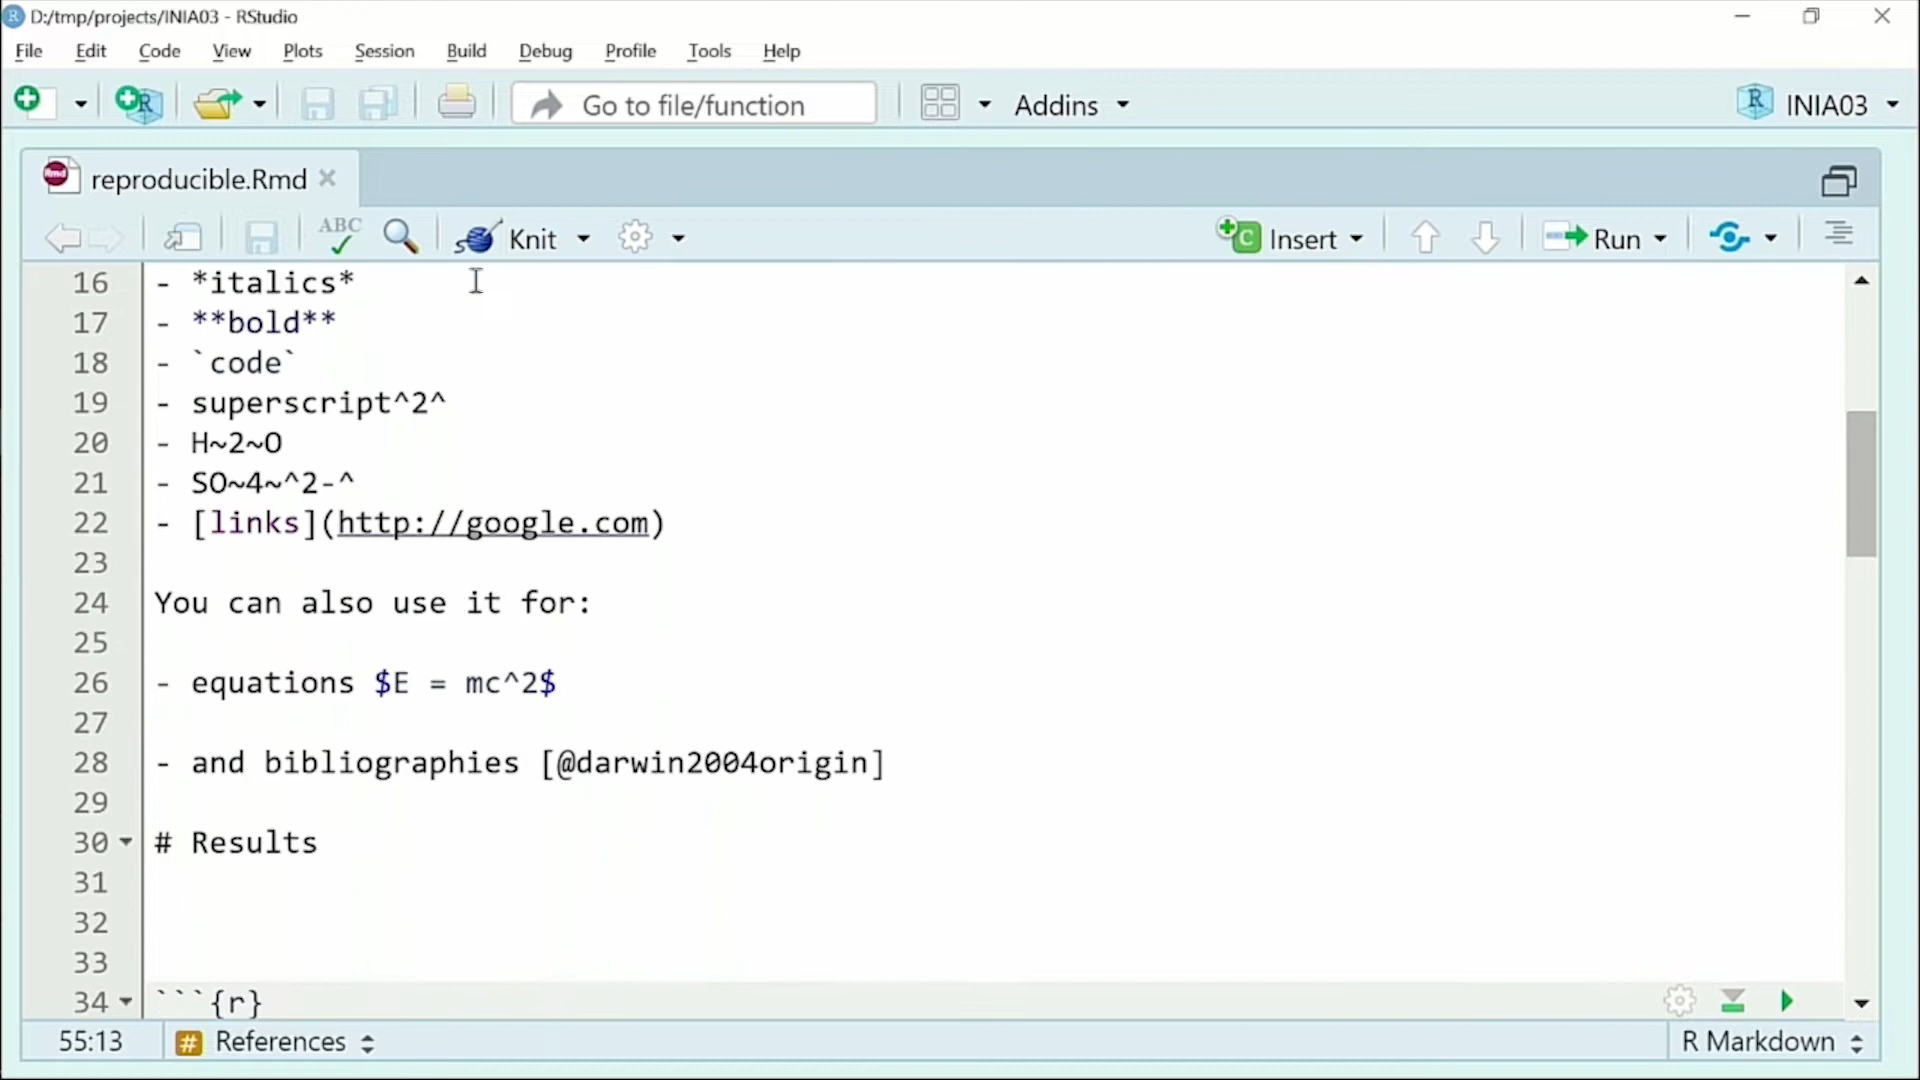 D:/tmp/projects/INIA03 - RStudio
File Edit Code View Plots Session Build Debug Profile Tools Help
Go to file/function Addins INIA03
reproducible.Rmd
ABC Knit Insert Run
16 - *italics*
17 - **bold**
18 - `code`
19 - superscript^2^
20 - H~2~O
21 - SO~4~^2-^
22 - [links](http://google.com)
23
24 You can also use it for:
25
26 - equations $E = mc^2$
27
28 - and bibliographies [@darwin2004origin]
29
30 # Results
31
32
33
34 ```{r}
55:13 # References R Markdown